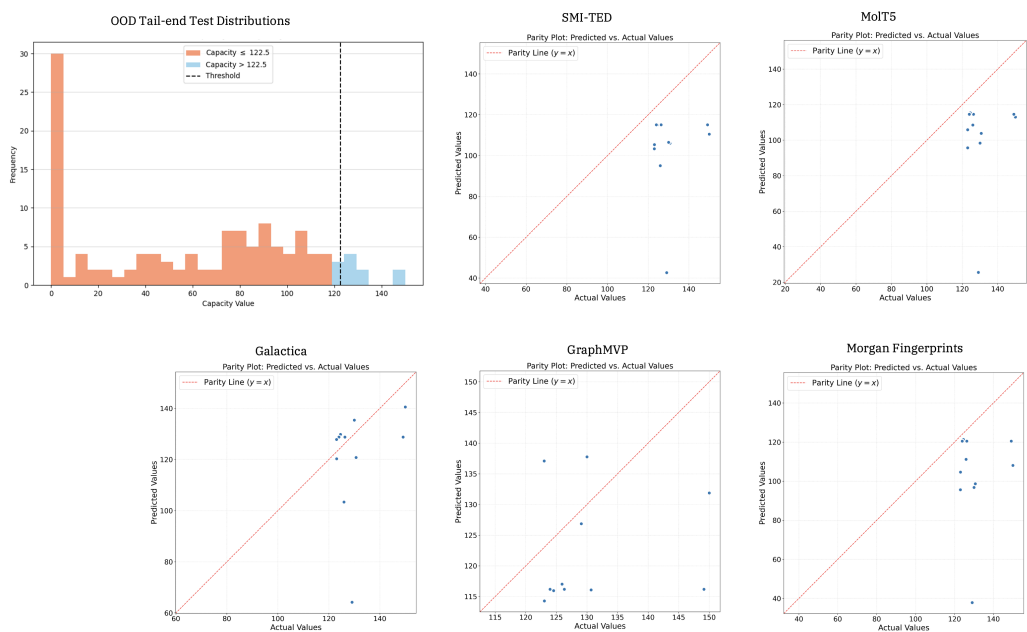 OOD Tail-end Test Distributions
Capacity ≤ 122.5
Capacity > 122.5
Threshold
Frequency
30
25
20
15
10
5
0
0 20 40 60 80 100 120 140
Capacity Value
SMI-TED
Parity Plot: Predicted vs. Actual Values
Parity Line (y = x)
Predicted Values
140
120
100
80
60
40
40 60 80 100 120 140
Actual Values
MolT5
Parity Plot: Predicted vs. Actual Values
Parity Line (y = x)
Predicted Values
140
120
100
80
60
40
20
20 40 60 80 100 120 140
Actual Values
Galactica
Parity Plot: Predicted vs. Actual Values
Parity Line (y = x)
Predicted Values
140
120
100
80
60
60 80 100 120 140
Actual Values
GraphMVP
Parity Plot: Predicted vs. Actual Values
Parity Line (y = x)
Predicted Values
150
145
140
135
130
125
120
115
115 120 125 130 135 140 145 150
Actual Values
Morgan Fingerprints
Parity Plot: Predicted vs. Actual Values
Parity Line (y = x)
Predicted Values
140
120
100
80
60
40
40 60 80 100 120 140
Actual Values